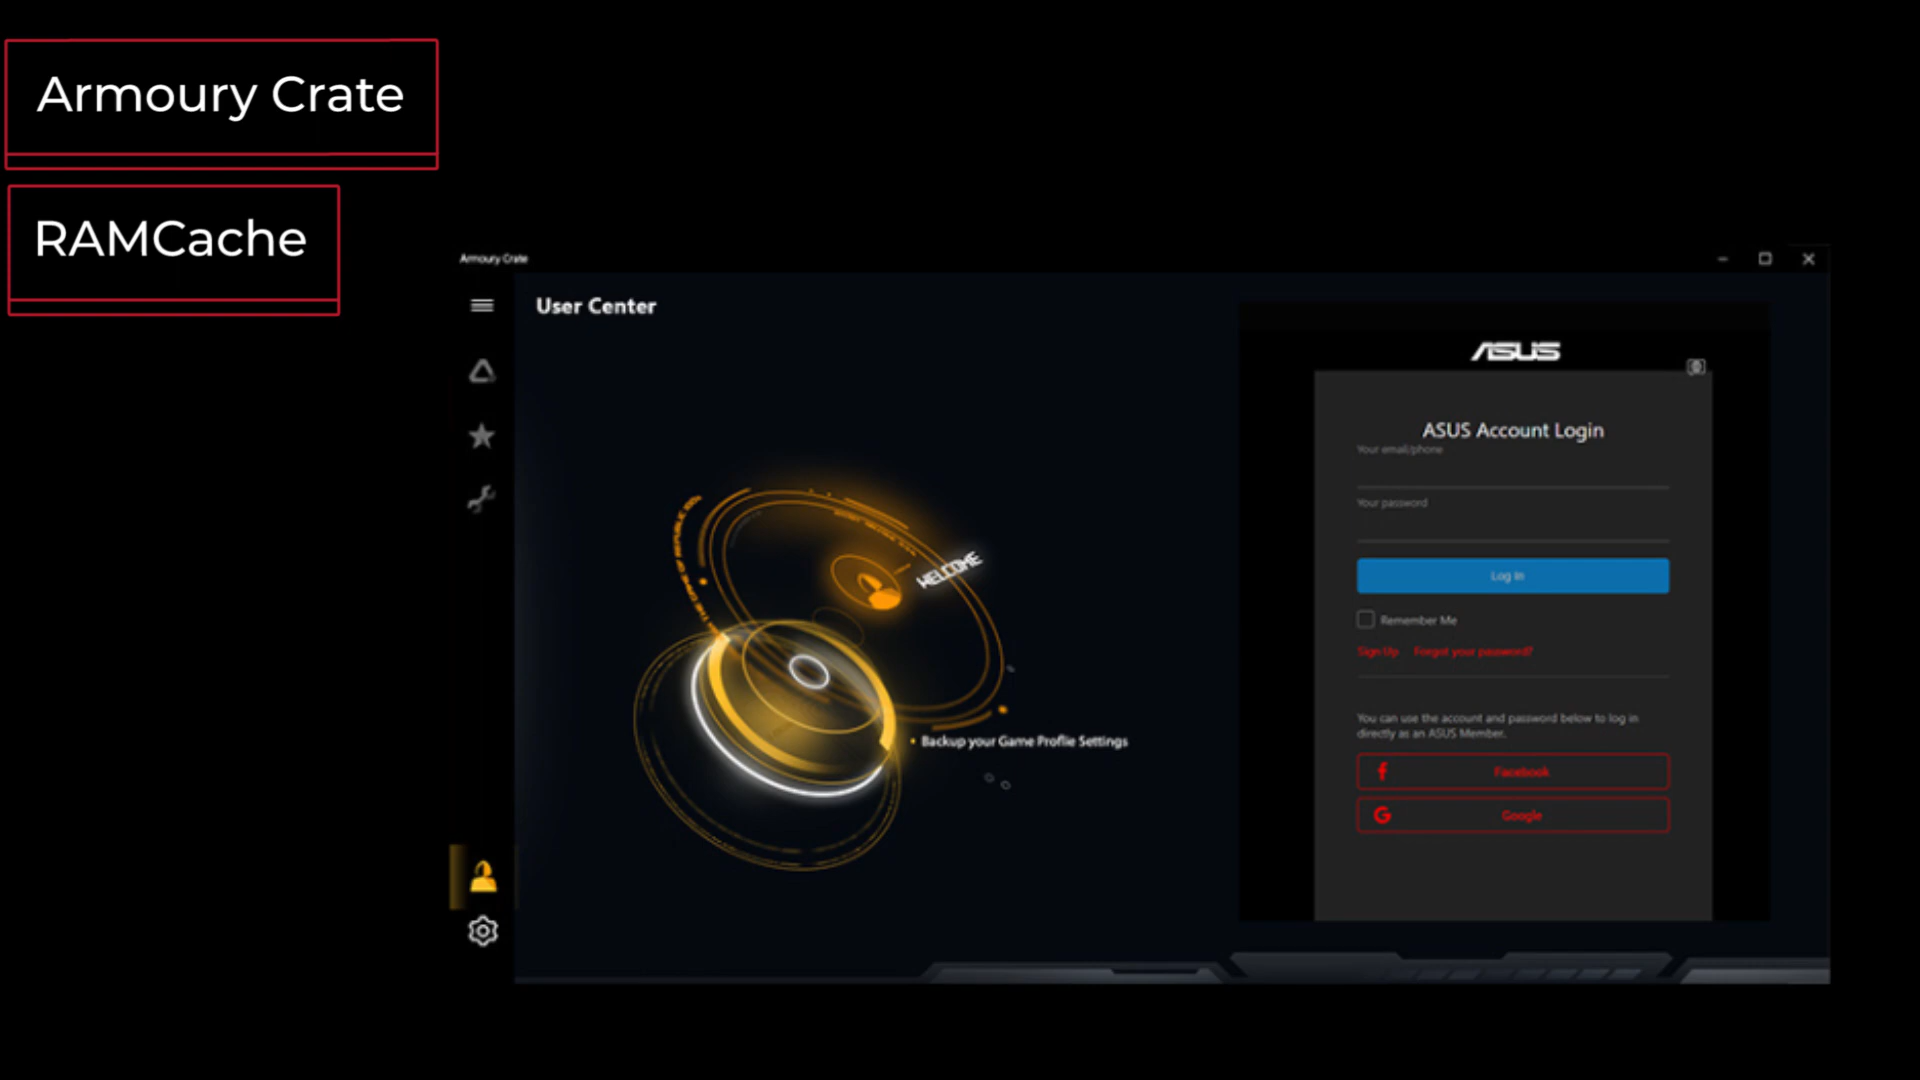 Armoury Crate
RAMCache
Armoury Crate
User Center
ASUS
ASUS Account Login
Your email/phone
Your password
Log In
Remember Me
Sign Up Forgot your password?
WELCOME
Backup your Game Proflie Settings
You can use the account and password below to log in
directly as an ASUS Member.
Facebook
Google